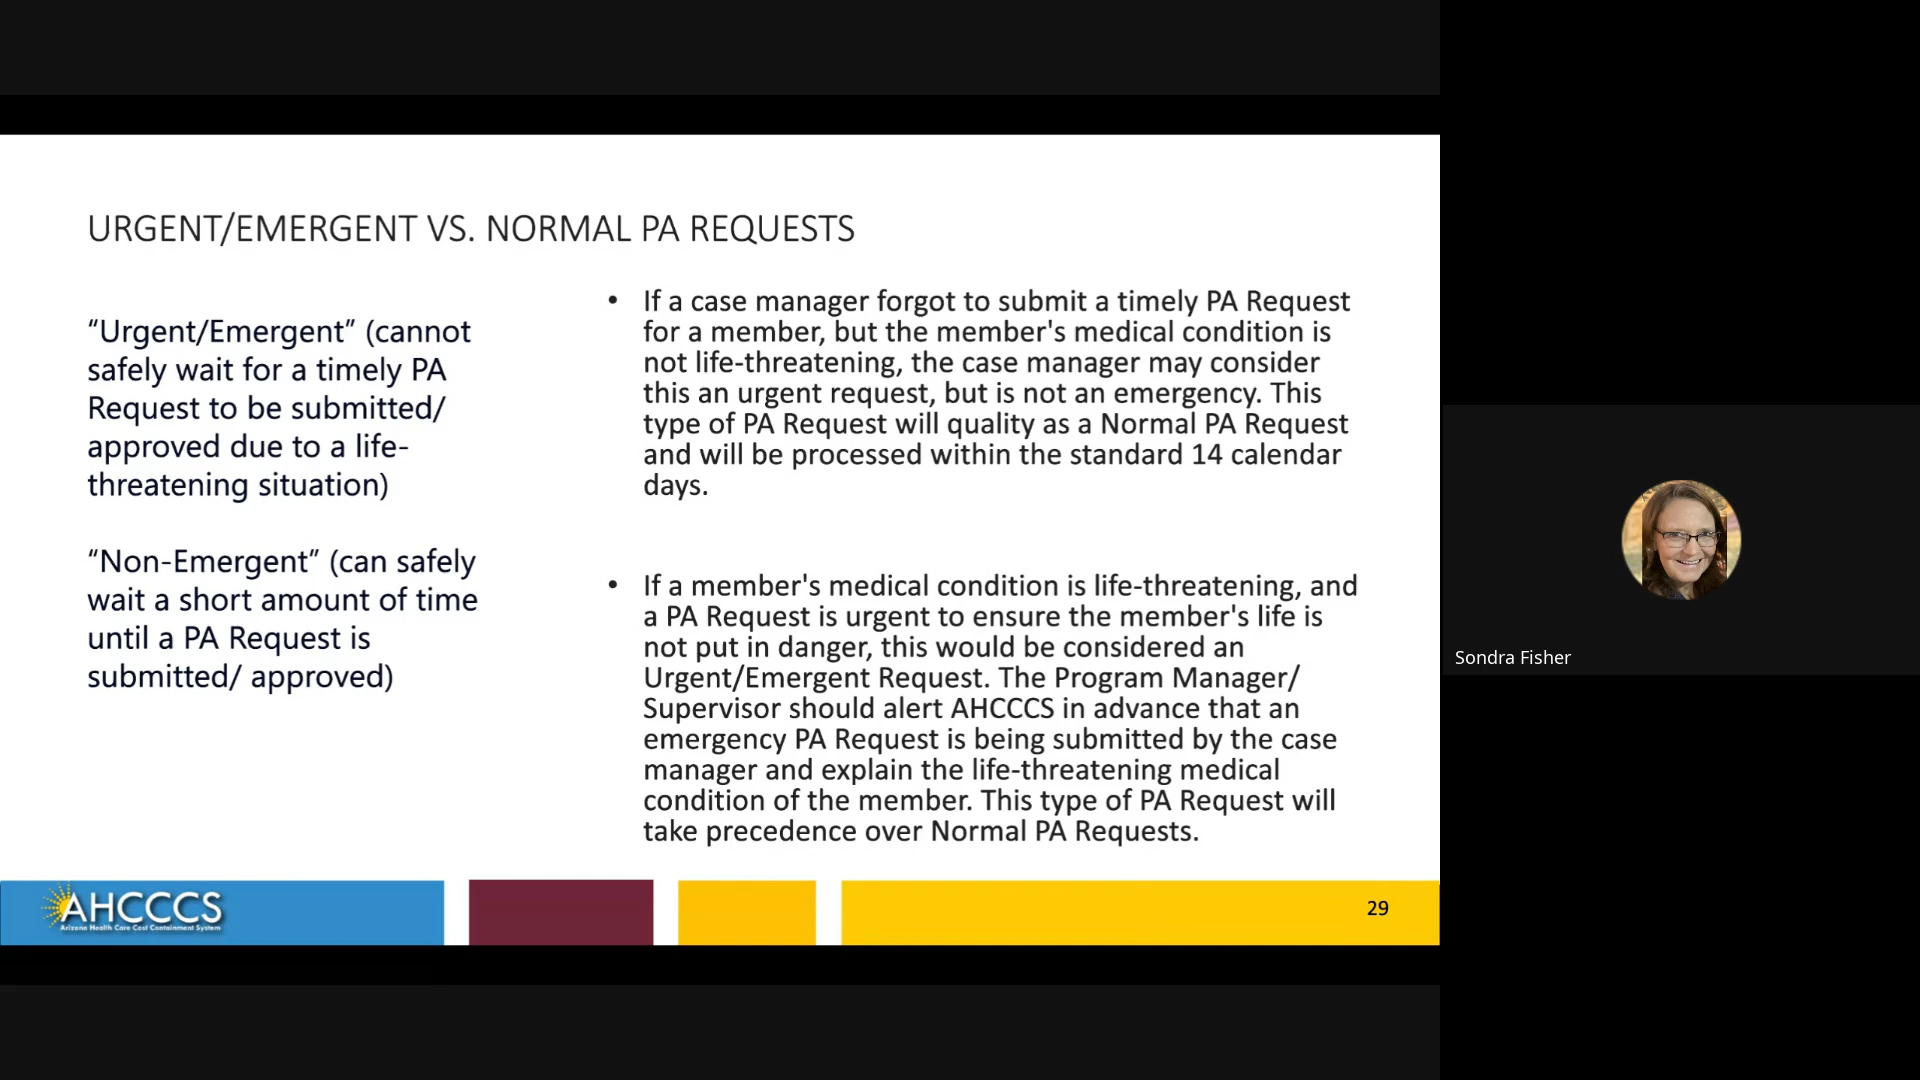 URGENT/EMERGENT VS. NORMAL PA REQUESTS
“Urgent/Emergent” (cannot
safely wait for a timely PA
Request to be submitted/
approved due to a life-
threatening situation)
“Non-Emergent” (can safely
wait a short amount of time
until a PA Request is
submitted/ approved)
• If a case manager forgot to submit a timely PA Request
for a member, but the member's medical condition is
not life-threatening, the case manager may consider
this an urgent request, but is not an emergency. This
type of PA Request will quality as a Normal PA Request
and will be processed within the standard 14 calendar
days.
• If a member's medical condition is life-threatening, and
a PA Request is urgent to ensure the member's life is
not put in danger, this would be considered an
Urgent/Emergent Request. The Program Manager/
Supervisor should alert AHCCCS in advance that an
emergency PA Request is being submitted by the case
manager and explain the life-threatening medical
condition of the member. This type of PA Request will
take precedence over Normal PA Requests.
AHCCCS
Arizona Health Care Cost Containment System
29
Sondra Fisher